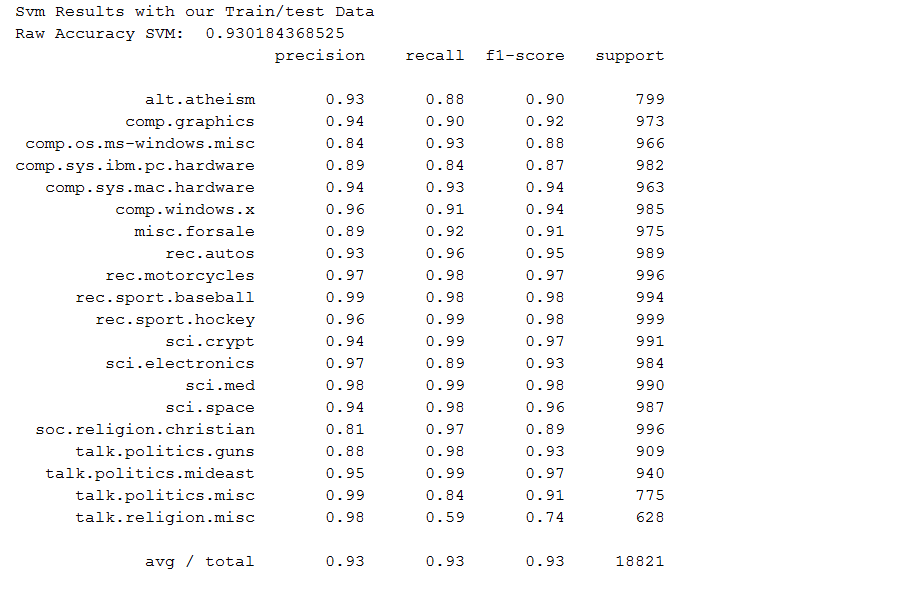 Svm Results with our Train/test Data
Raw Accuracy SVM:  0.930184368525
precision recall f1-score support
alt.atheism 0.93 0.88 0.90 799
comp.graphics 0.94 0.90 0.92 973
comp.os.ms-windows.misc 0.84 0.93 0.88 966
comp.sys.ibm.pc.hardware 0.89 0.84 0.87 982
comp.sys.mac.hardware 0.94 0.93 0.94 963
comp.windows.x 0.96 0.91 0.94 985
misc.forsale 0.89 0.92 0.91 975
rec.autos 0.93 0.96 0.95 989
rec.motorcycles 0.97 0.98 0.97 996
rec.sport.baseball 0.99 0.98 0.98 994
rec.sport.hockey 0.96 0.99 0.98 999
sci.crypt 0.94 0.99 0.97 991
sci.electronics 0.97 0.89 0.93 984
sci.med 0.98 0.99 0.98 990
sci.space 0.94 0.98 0.96 987
soc.religion.christian 0.81 0.97 0.89 996
talk.politics.guns 0.88 0.98 0.93 909
talk.politics.mideast 0.95 0.99 0.97 940
talk.politics.misc 0.99 0.84 0.91 775
talk.religion.misc 0.98 0.59 0.74 628
avg / total 0.93 0.93 0.93 18821